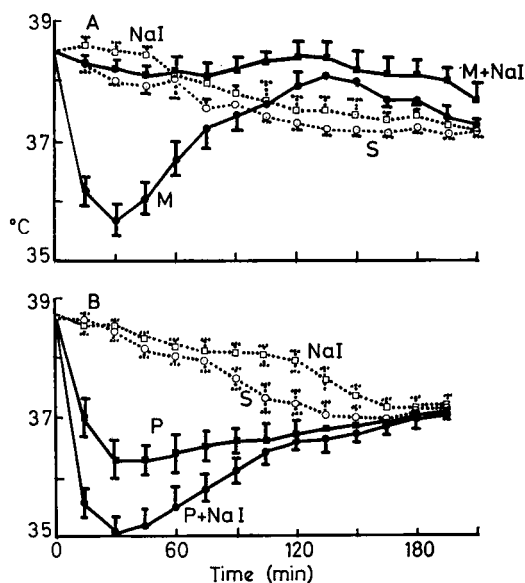 39
A
NaI
M+NaI
37
S
M
°C
35
39
B
NaI
S
37
P
P+NaI
35
0 60 120 180
Time (min)